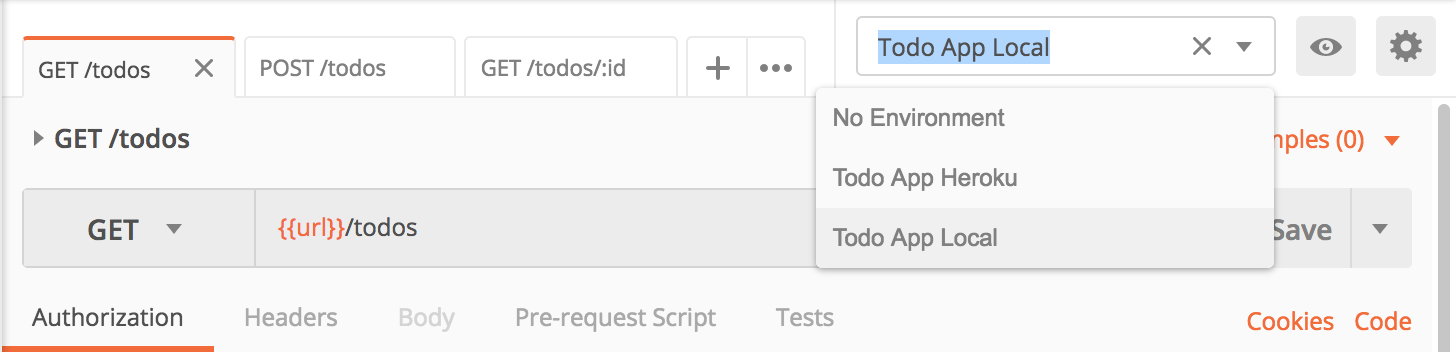 GET /todos
POST /todos
GET /todos/:id
Todo App Local
No Environment
Todo App Heroku
Todo App Local
GET /todos
(0)
GET
{{url}}/todos
Save
Authorization
Headers
Body
Pre-request Script
Tests
Cookies
Code